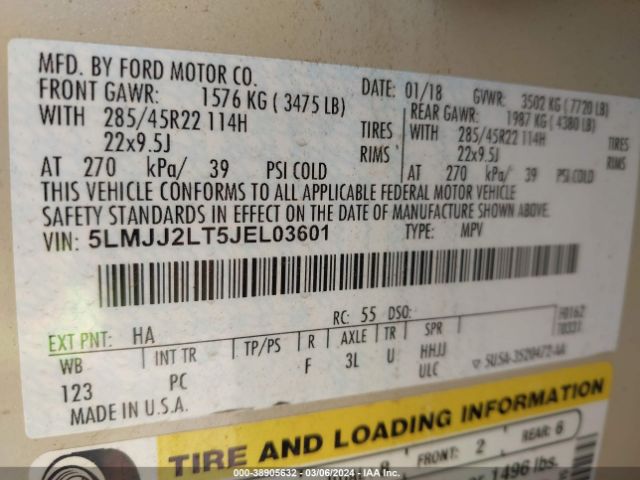 MFD. BY FORD MOTOR CO.
DATE: 01/18 GVWR: 3502 KG (7720 LB)
FRONT GAWR: 1576 KG (3475 LB) REAR GAWR: 1987 KG (4380 LB)
WITH 285/45R22 114H TIRES WITH 285/45R22 114H TIRES
22x9.5J RIMS 22x9.5J RIMS
AT 270 kPa/ 39 PSI COLD AT 270 kPa/ 39 PSI COLD
THIS VEHICLE CONFORMS TO ALL APPLICABLE FEDERAL MOTOR VEHICLE
SAFETY STANDARDS IN EFFECT ON THE DATE OF MANUFACTURE SHOWN ABOVE.
VIN: 5LMJJ2LT5JEL03601 TYPE: MPV
RC: 55 DSO: H0162
EXT PNT: HA T0331
WB INT TR TP/PS R AXLE TR SPR
123 PC F 3L U HHJJ
ULC
MADE IN U.S.A.
TIRE AND LOADING INFORMATION
FRONT: 2 REAR: 6
1496 lbs.
000-38905632 - 03/06/2024 - IAA Inc.